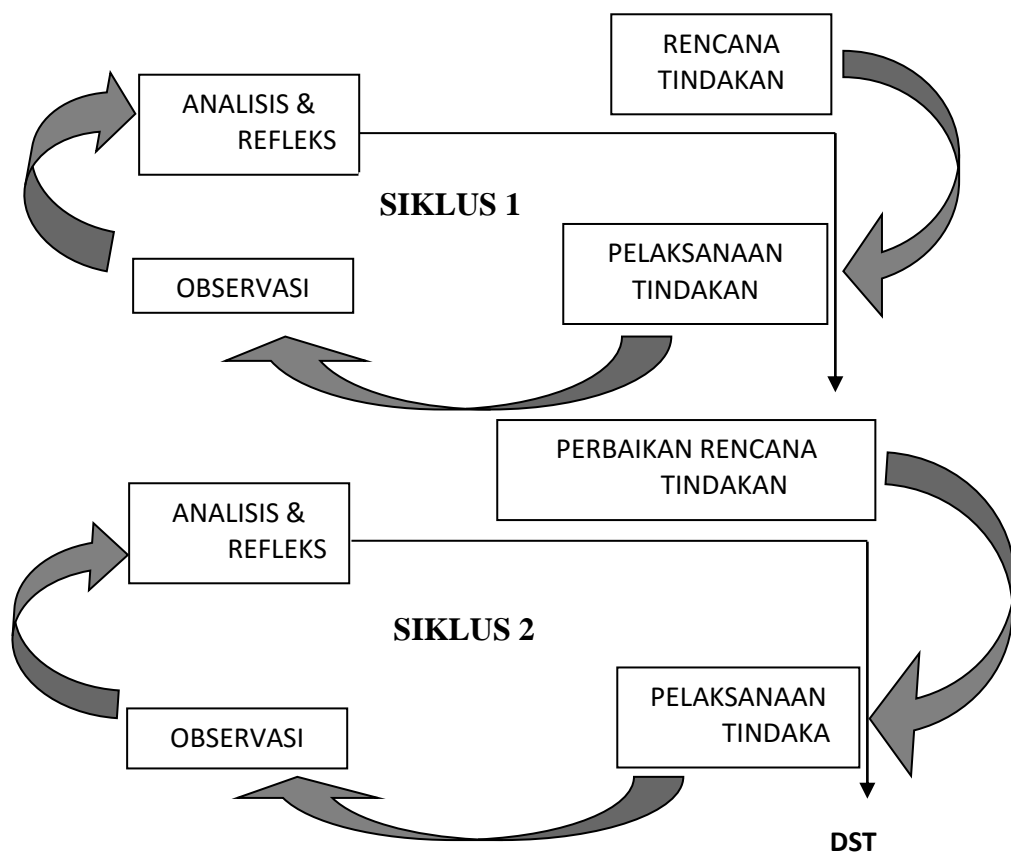 RENCANA
TINDAKAN
ANALISIS &
REFLEKS
SIKLUS 1
PELAKSANAAN
TINDAKAN
OBSERVASI
PERBAIKAN RENCANA
TINDAKAN
ANALISIS &
REFLEKS
SIKLUS 2
PELAKSANAAN
TINDAKA
OBSERVASI
DST